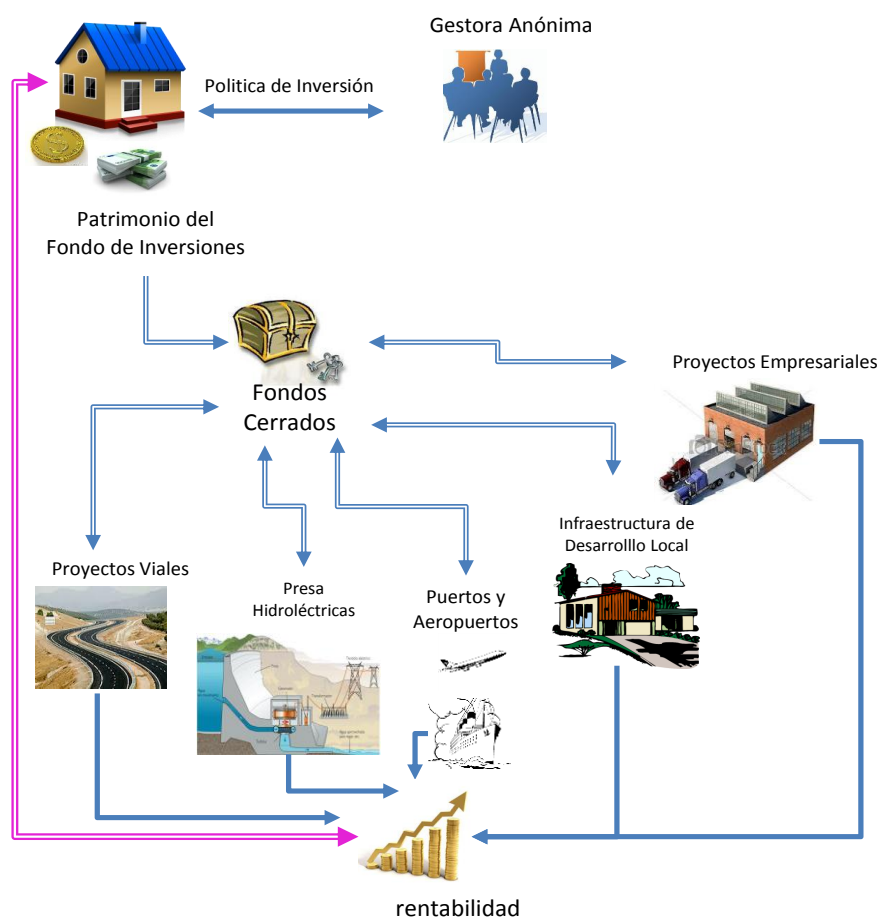 Gestora Anónima
Politica de Inversión
Patrimonio del
Fondo de Inversiones
Fondos
Cerrados
Proyectos Empresariales
Infraestructura de
Desarrolllo Local
Proyectos Viales
Presa
Hidroléctricas
Puertos y
Aeropuertos
rentabilidad